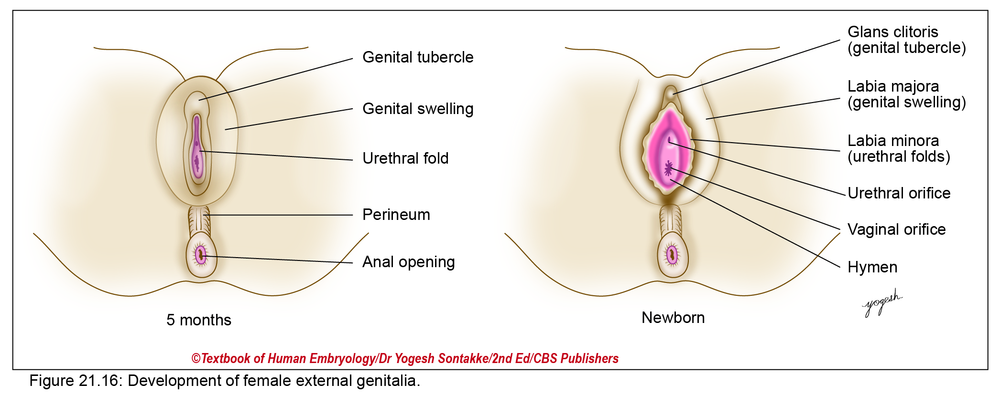 Genital tubercle
Genital swelling
Urethral fold
Perineum
Anal opening
5 months
Glans clitoris
(genital tubercle)
Labia majora
(genital swelling)
Labia minora
(urethral folds)
Urethral orifice
Vaginal orifice
Hymen
yogesh
Newborn
©Textbook of Human Embryology/Dr Yogesh Sontakke/2nd Ed/CBS Publishers
Figure 21.16: Development of female external genitalia.